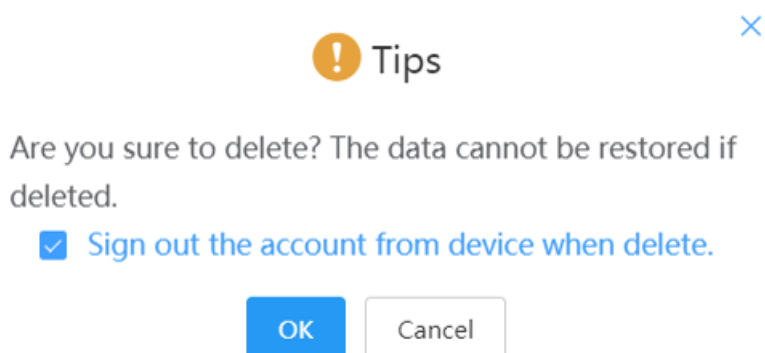 Tips
Are you sure to delete? The data cannot be restored if
deleted.
Sign out the account from device when delete.
OK
Cancel